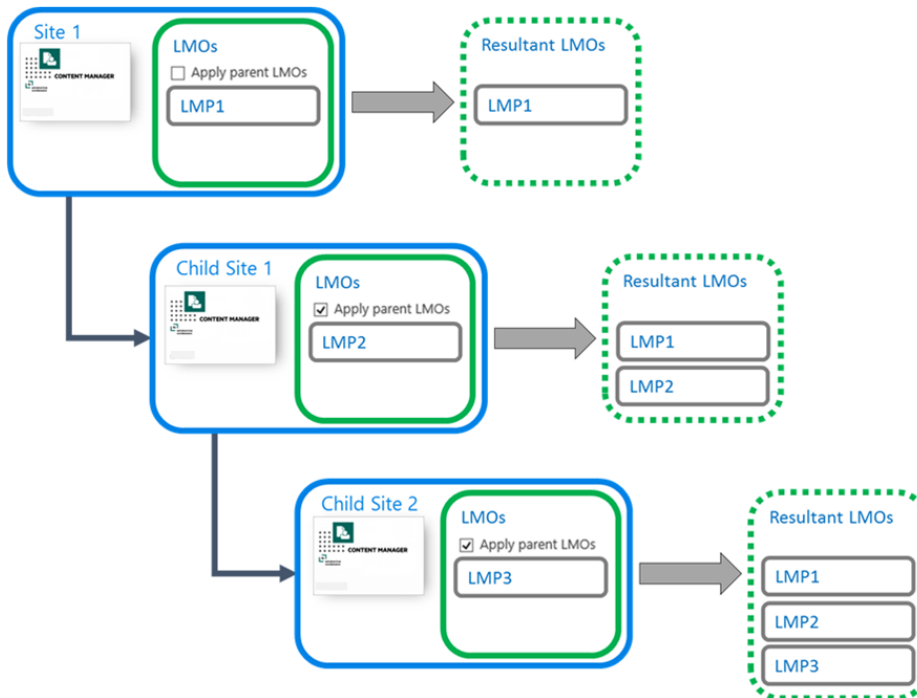 Site 1
CONTENT MANAGER
LMOs
Apply parent LMOs
LMP1
Resultant LMOs
LMP1
Child Site 1
CONTENT MANAGER
LMOs
Apply parent LMOs
LMP2
Resultant LMOs
LMP1
LMP2
Child Site 2
CONTENT MANAGER
LMOs
Apply parent LMOs
LMP3
Resultant LMOs
LMP1
LMP2
LMP3